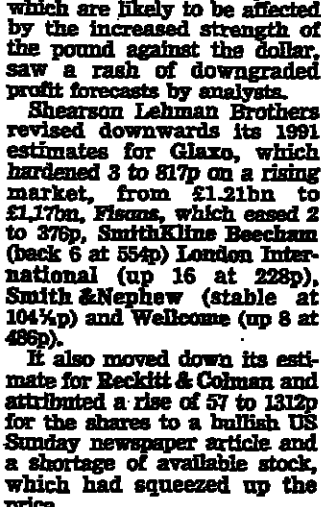 which are likely to be affected
by the increased strength of
the pound against the dollar,
saw a rash of downgraded
profit forecasts by analysts.
Shearson Lehman Brothers
revised downwards its 1991
estimates for Glaxo, which
hardened 3 to 817p on a rising
market, from £1.21bn to
£1.17bn, Fisons, which eased 2
to 376p, SmithKline Beecham
(back 6 at 554p) London Inter-
national (up 16 at 228p),
Smith &Nephew (stable at
104¾p) and Wellcome (up 8 at
486p).
It also moved down its esti-
mate for Reckitt & Colman and
attributed a rise of 57 to 1312p
for the shares to a bullish US
Sunday newspaper article and
a shortage of available stock,
which had squeezed up the
price